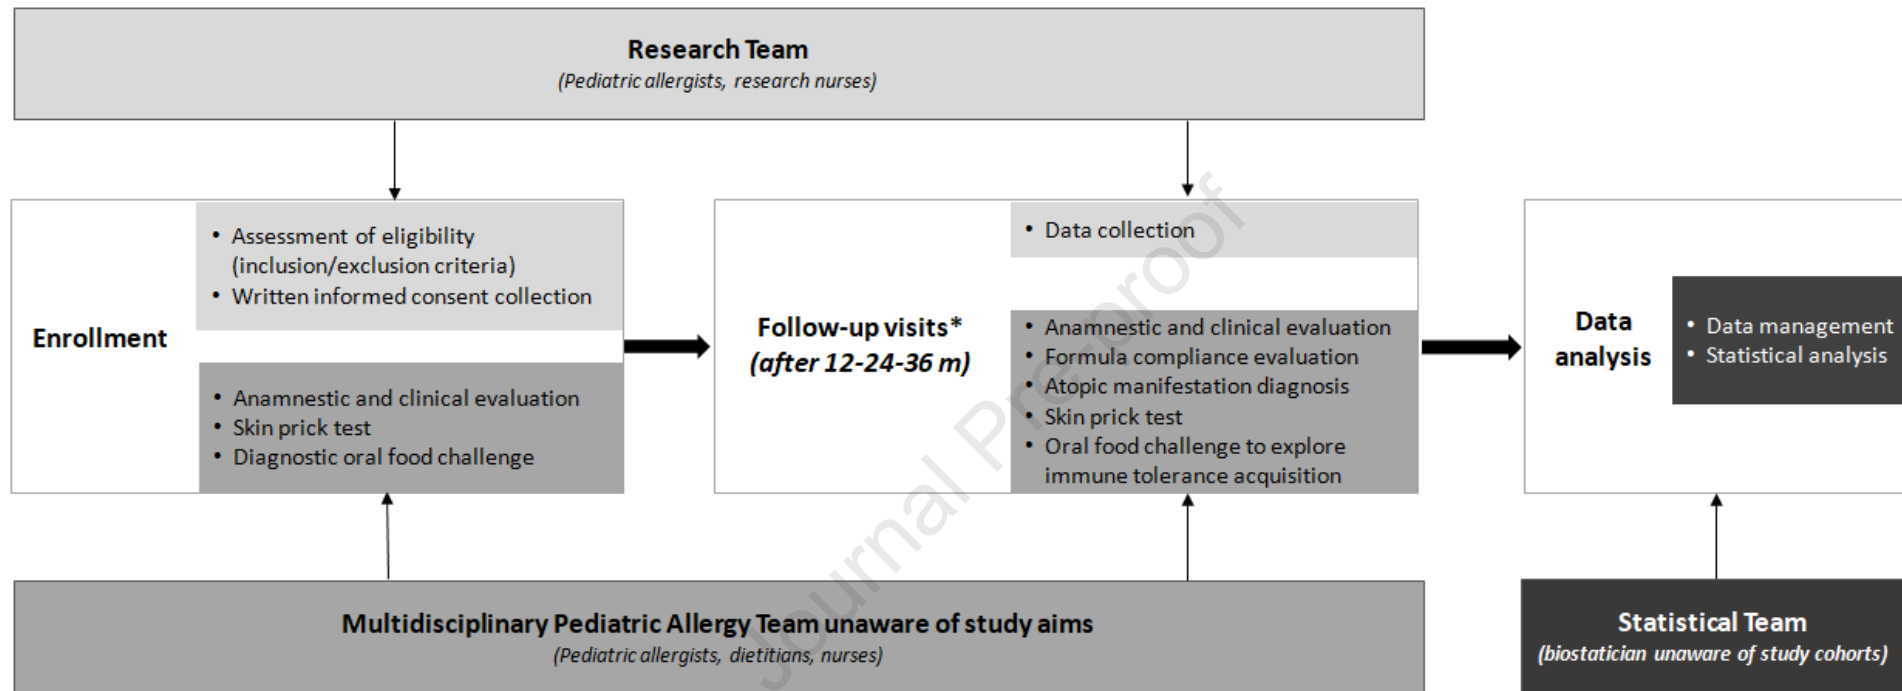 Research Team
(Pediatric allergists, research nurses)
Enrollment
• Assessment of eligibility
(inclusion/exclusion criteria)
• Written informed consent collection
• Anamnestic and clinical evaluation
• Skin prick test
• Diagnostic oral food challenge
Follow-up visits*
(after 12-24-36 m)
• Data collection
• Anamnestic and clinical evaluation
• Formula compliance evaluation
• Atopic manifestation diagnosis
• Skin prick test
• Oral food challenge to explore
immune tolerance acquisition
Data
analysis
• Data management
• Statistical analysis
Multidisciplinary Pediatric Allergy Team unaware of study aims
(Pediatric allergists, dietitians, nurses)
Statistical Team
(biostatician unaware of study cohorts)
Journal Pre-proof